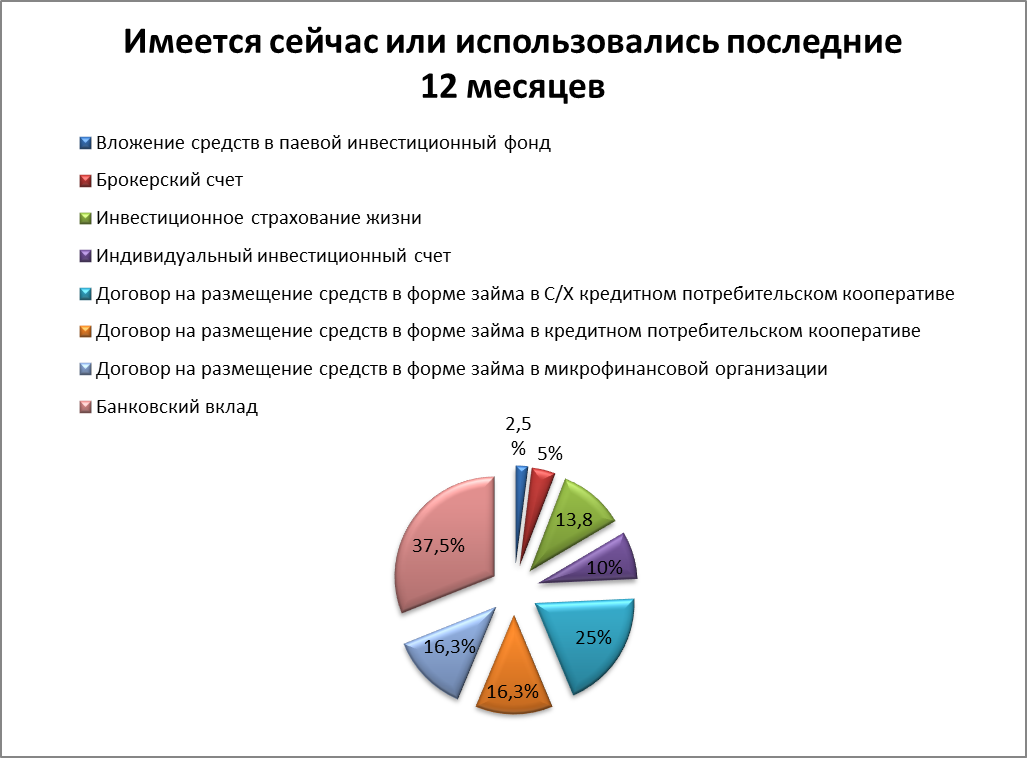 Имеется сейчас или использовались последние
12 месяцев
Вложение средств в паевой инвестиционный фонд
Брокерский счет
Инвестиционное страхование жизни
Индивидуальный инвестиционный счет
Договор на размещение средств в форме займа в С/Х кредитном потребительском кооперативе
Договор на размещение средств в форме займа в кредитном потребительском кооперативе
Договор на размещение средств в форме займа в микрофинансовой организации
Банковский вклад
2,5
%
5%
13,8
10%
25%
16,3%
16,3%
37,5%